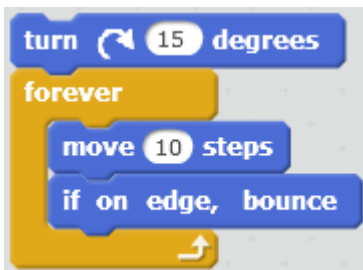 turn 15 degrees
forever
move 10 steps
if on edge, bounce